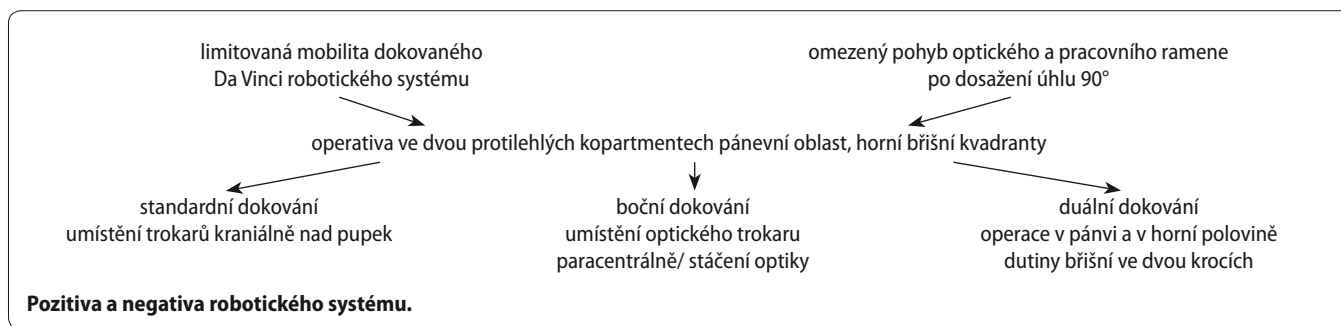 limitovaná mobilita dokovaného
Da Vinci robotického systému
omezený pohyb optického a pracovního ramene
po dosažení úhlu 90°
operativa ve dvou protilehlých kopartmentech pánevní oblast, horní břišní kvadranty
standardní dokování
umístění trokarů kraniálně nad pupek
boční dokování
umístění optického trokaru
paracentrálně/ stáčení optiky
duální dokování
operace v pánvi a v horní polovině
dutiny břišní ve dvou krocích
Pozitiva a negativa robotického systému.